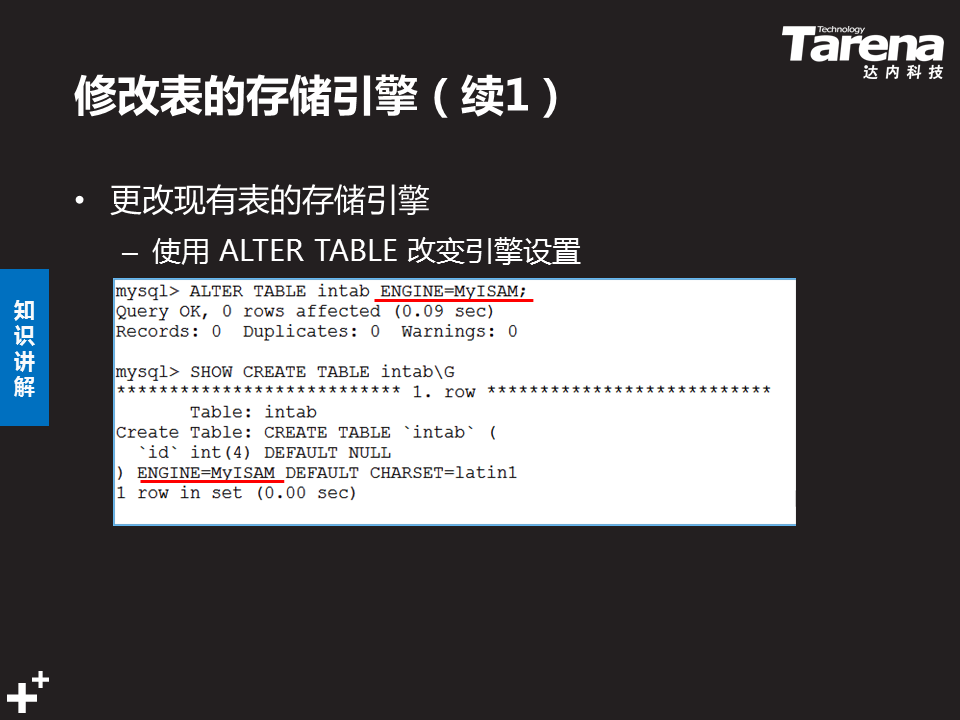 Technology
Tarena
达内科技
修改表的存储引擎（续1）
• 更改现有表的存储引擎
– 使用 ALTER TABLE 改变引擎设置
知识讲解
mysql> ALTER TABLE intab ENGINE=MyISAM;
Query OK, 0 rows affected (0.09 sec)
Records: 0  Duplicates: 0  Warnings: 0
mysql> SHOW CREATE TABLE intab\G
*************************** 1. row ***************************
       Table: intab
Create Table: CREATE TABLE `intab` (
  `id` int(4) DEFAULT NULL
) ENGINE=MyISAM DEFAULT CHARSET=latin1
1 row in set (0.00 sec)